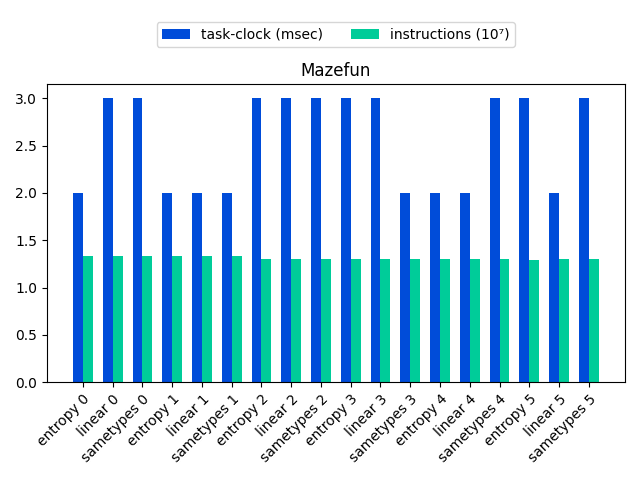 task-clock (msec)
instructions (10⁷)
Mazefun
3.0
2.5
2.0
1.5
1.0
0.5
0.0
entropy 0
linear 0
sametypes 0
entropy 1
linear 1
sametypes 1
entropy 2
linear 2
sametypes 2
entropy 3
linear 3
sametypes 3
entropy 4
linear 4
sametypes 4
entropy 5
linear 5
sametypes 5